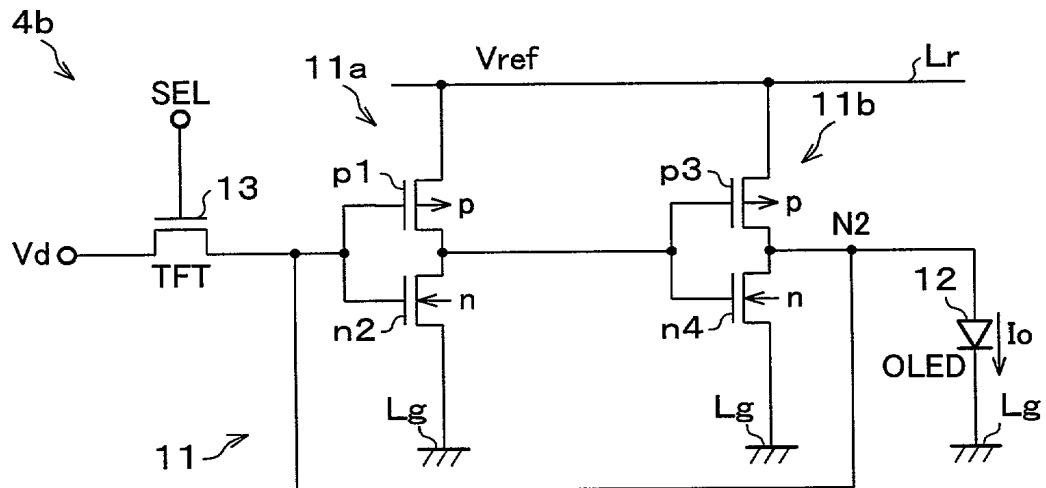 4b
Vref
Lr
11a
SEL
11b
p1
p3
13
p
p
N2
Vd
TFT
n
n
12
n2
n4
OLED
Io
Lg
Lg
Lg
11